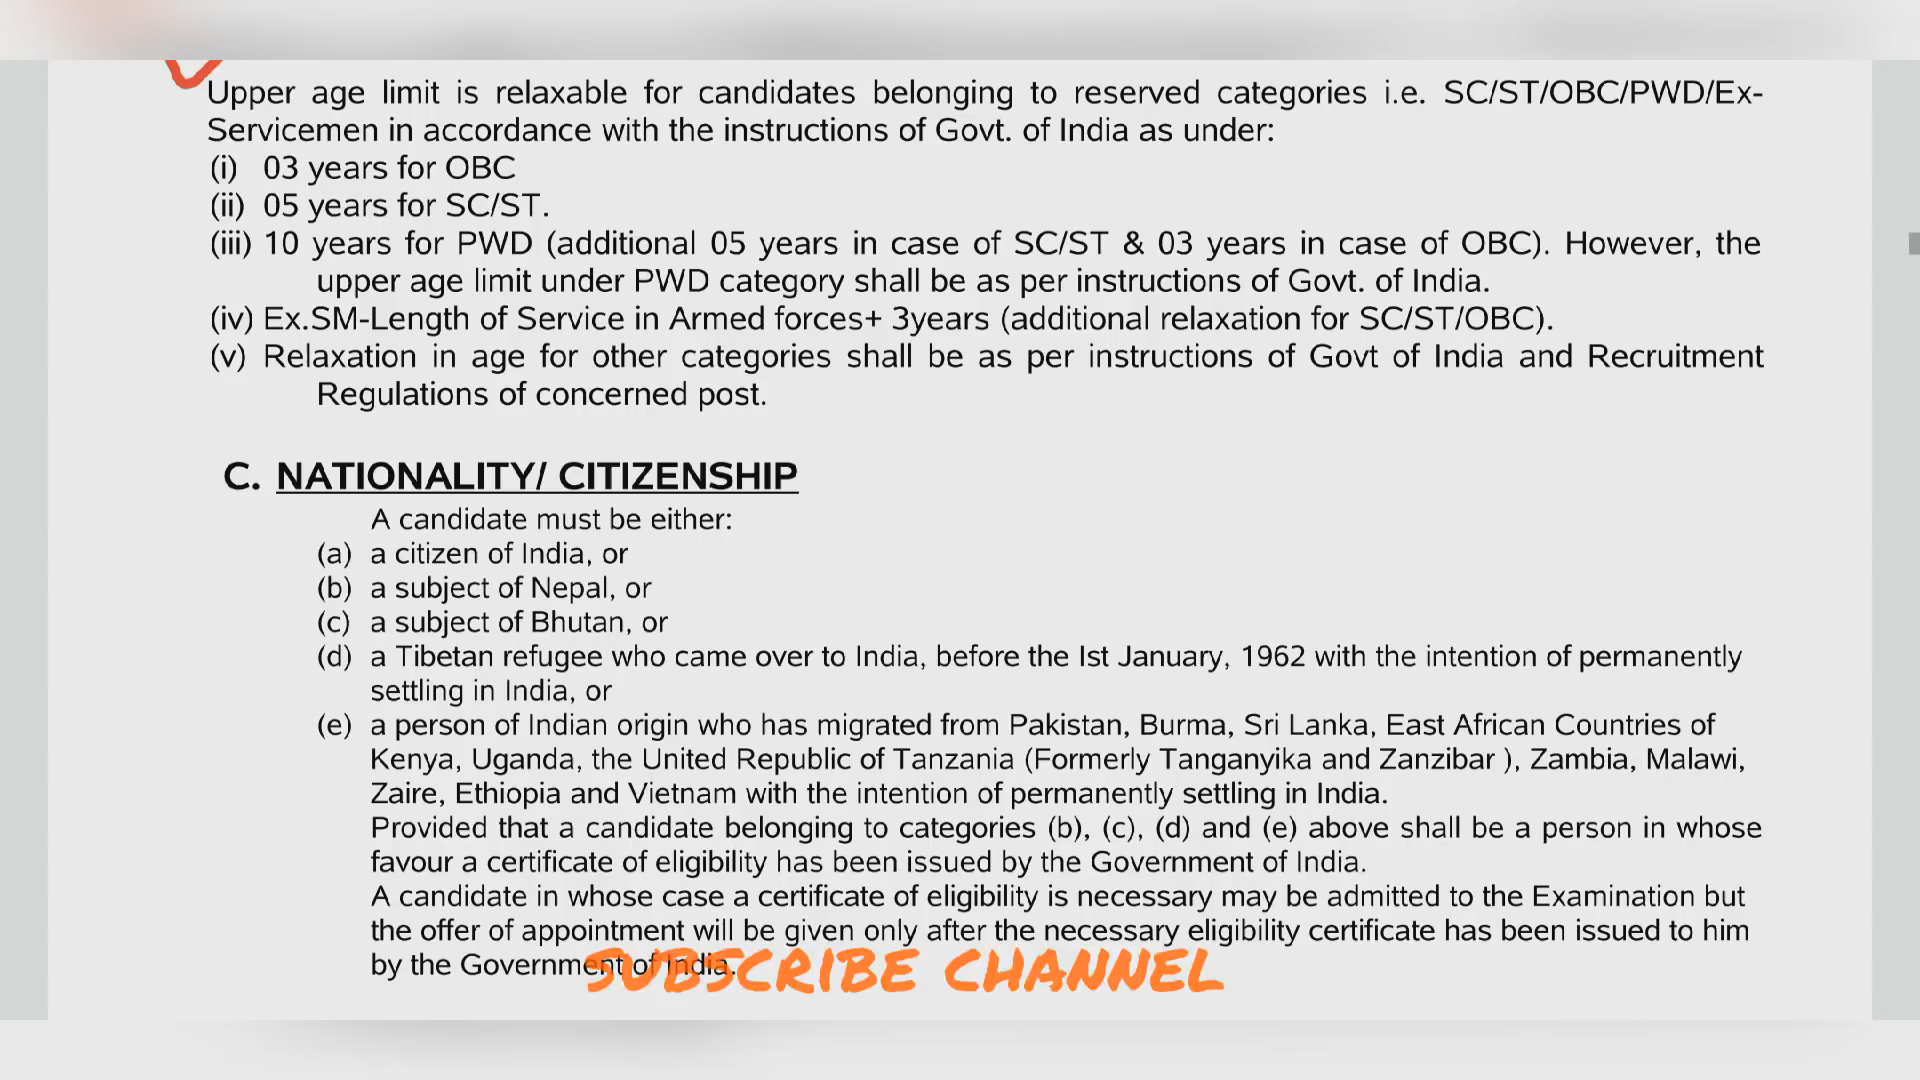 Upper age limit is relaxable for candidates belonging to reserved categories i.e. SC/ST/OBC/PWD/Ex-
Servicemen in accordance with the instructions of Govt. of India as under:
(i) 03 years for OBC
(ii) 05 years for SC/ST.
(iii) 10 years for PWD (additional 05 years in case of SC/ST & 03 years in case of OBC). However, the
upper age limit under PWD category shall be as per instructions of Govt. of India.
(iv) Ex.SM-Length of Service in Armed forces+ 3years (additional relaxation for SC/ST/OBC).
(v) Relaxation in age for other categories shall be as per instructions of Govt of India and Recruitment
Regulations of concerned post.
C. NATIONALITY/ CITIZENSHIP
A candidate must be either:
(a) a citizen of India, or
(b) a subject of Nepal, or
(c) a subject of Bhutan, or
(d) a Tibetan refugee who came over to India, before the Ist January, 1962 with the intention of permanently
settling in India, or
(e) a person of Indian origin who has migrated from Pakistan, Burma, Sri Lanka, East African Countries of
Kenya, Uganda, the United Republic of Tanzania (Formerly Tanganyika and Zanzibar ), Zambia, Malawi,
Zaire, Ethiopia and Vietnam with the intention of permanently settling in India.
Provided that a candidate belonging to categories (b), (c), (d) and (e) above shall be a person in whose
favour a certificate of eligibility has been issued by the Government of India.
A candidate in whose case a certificate of eligibility is necessary may be admitted to the Examination but
the offer of appointment will be given only after the necessary eligibility certificate has been issued to him
by the Government of India.
SUBSCRIBE CHANNEL